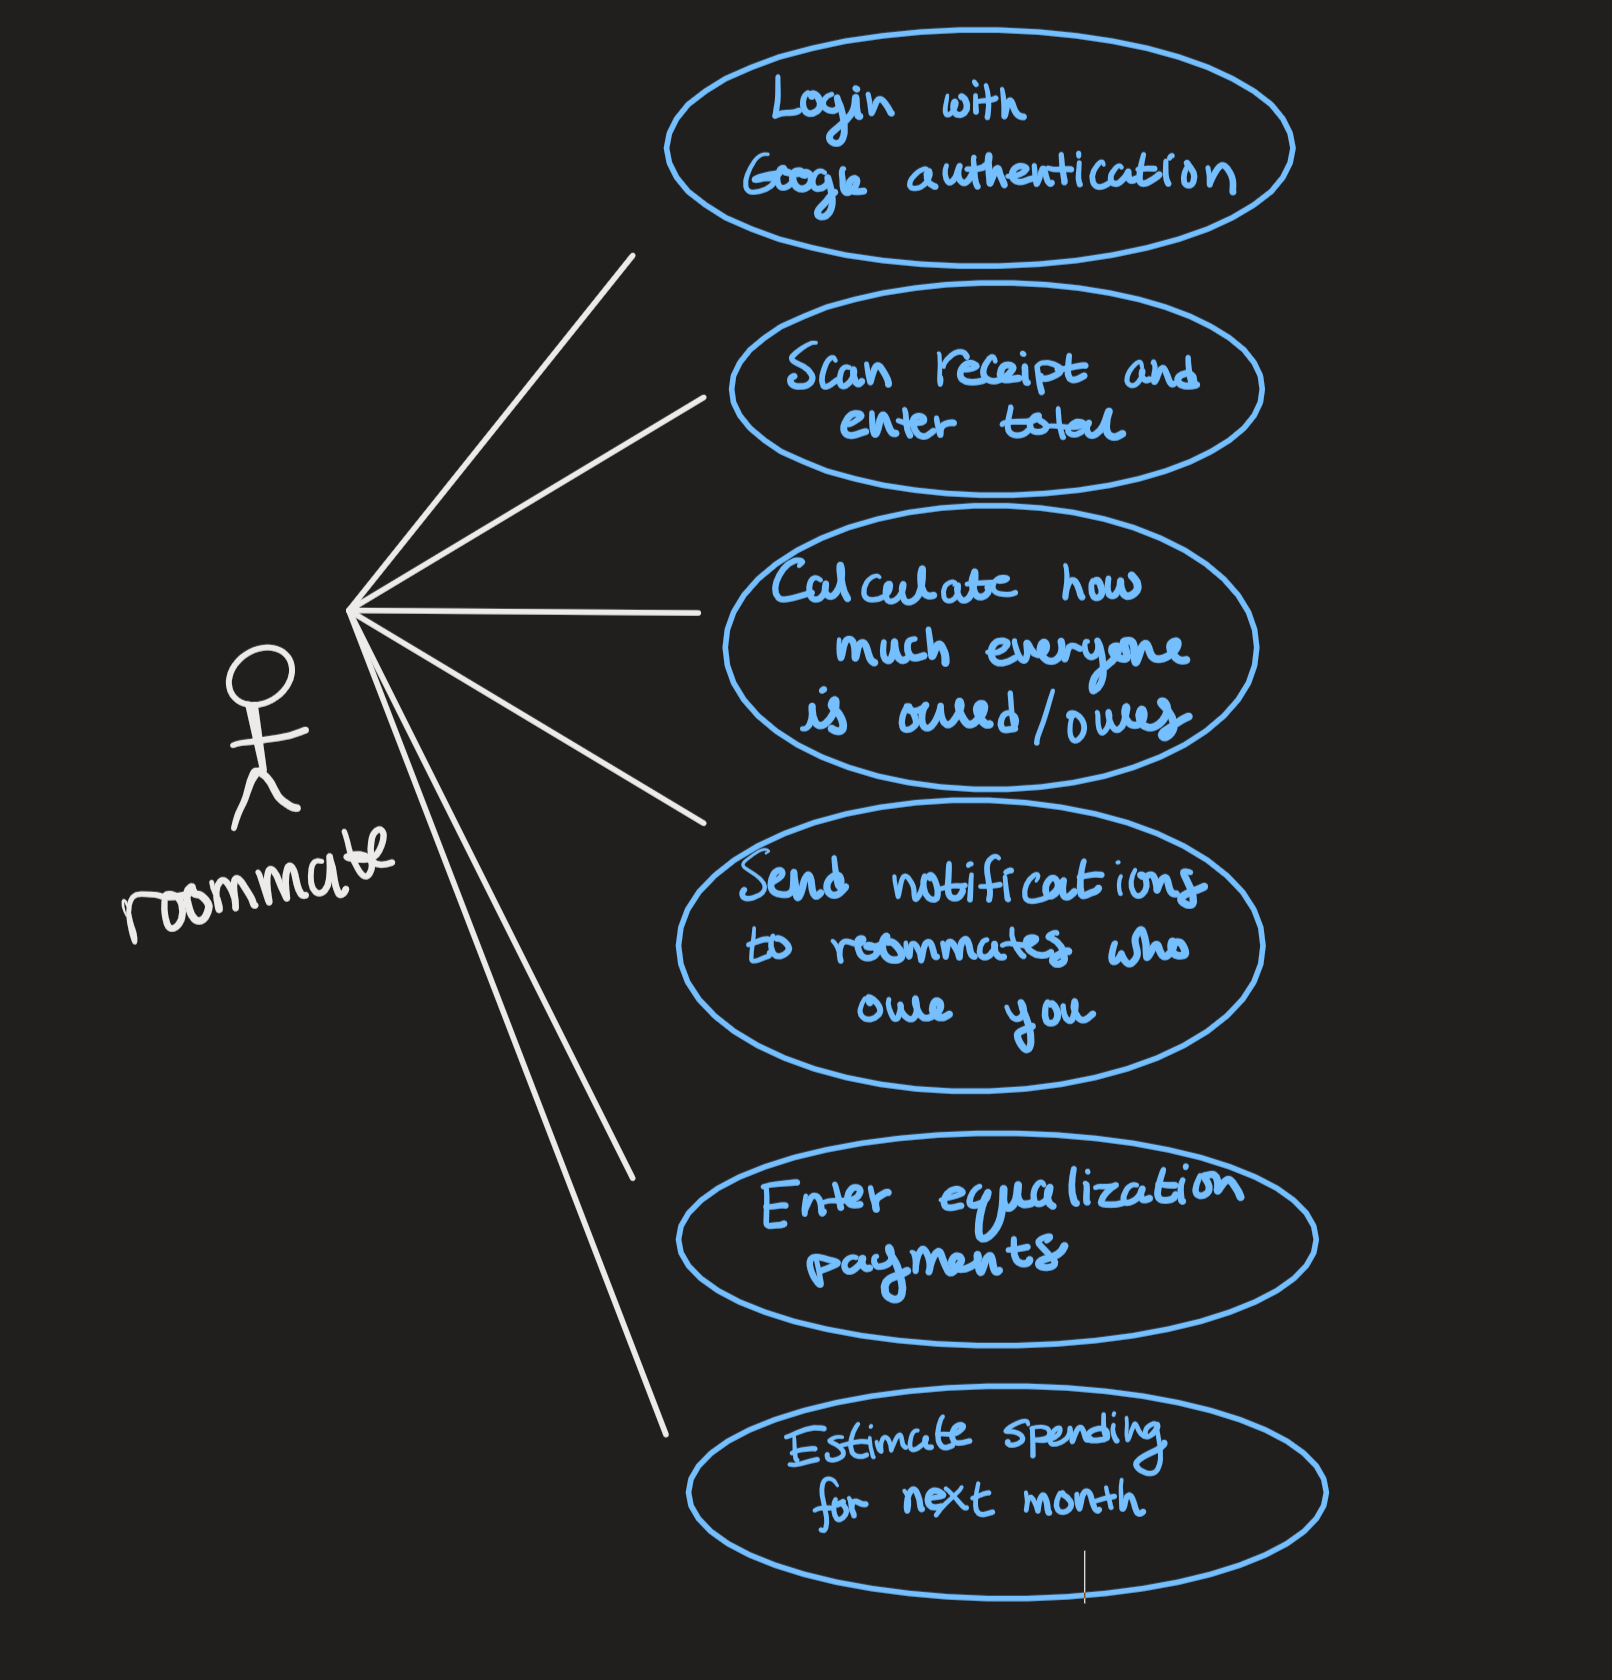 Login with
Google authentication
Scan receipt and
enter total
Calculate how
much everyone
is owed/owes
Send notifications
to roommates who
owe you
roommate
Enter equalization
payments
Estimate spending
for next month